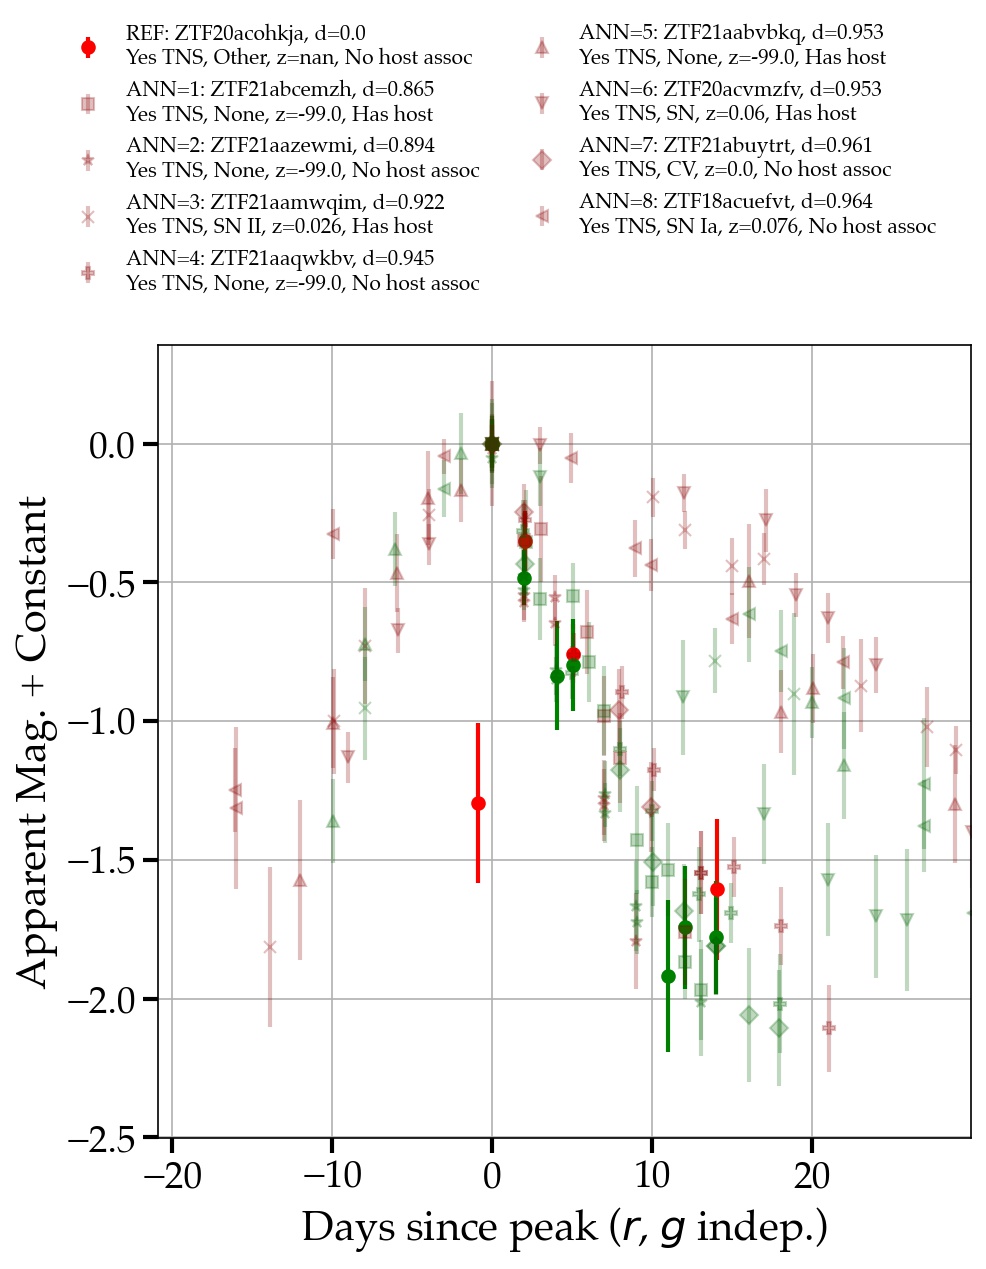 REF: ZTF20acohkja, d=0.0
Yes TNS, Other, z=nan, No host assoc
ANN=1: ZTF21abcemzh, d=0.865
Yes TNS, None, z=-99.0, Has host
ANN=2: ZTF21aazewmi, d=0.894
Yes TNS, None, z=-99.0, No host assoc
ANN=3: ZTF21aamwqim, d=0.922
Yes TNS, SN II, z=0.026, Has host
ANN=4: ZTF21aaqwkbv, d=0.945
Yes TNS, None, z=-99.0, No host assoc
ANN=5: ZTF21aabvbkq, d=0.953
Yes TNS, None, z=-99.0, Has host
ANN=6: ZTF20acvmzfv, d=0.953
Yes TNS, SN, z=0.06, Has host
ANN=7: ZTF21abuytrt, d=0.961
Yes TNS, CV, z=0.0, No host assoc
ANN=8: ZTF18acuefvt, d=0.964
Yes TNS, SN Ia, z=0.076, No host assoc
Apparent Mag. + Constant
0.0
−0.5
−1.0
−1.5
−2.0
−2.5
−20
−10
0
10
20
Days since peak (r, g indep.)